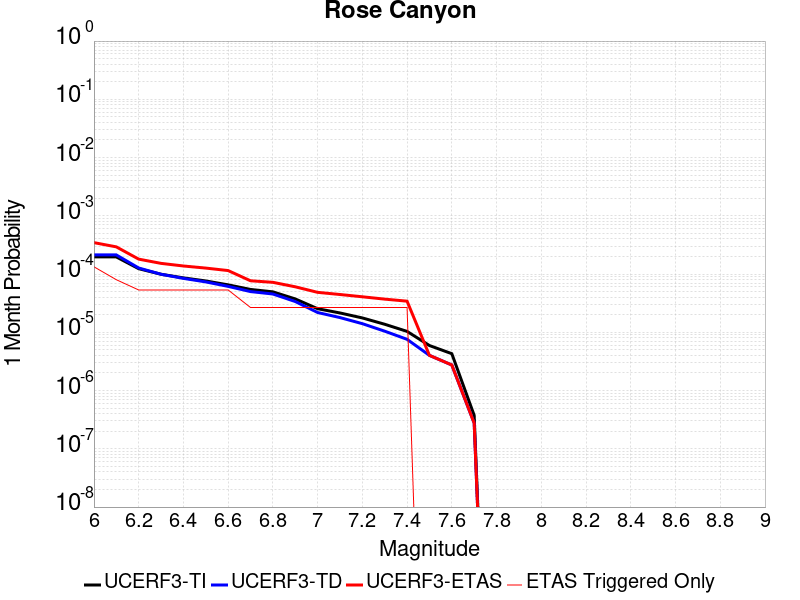 Rose Canyon
10^0
10^-1
10^-2
10^-3
10^-4
10^-5
10^-6
10^-7
10^-8
1 Month Probability
6 6.2 6.4 6.6 6.8 7 7.2 7.4 7.6 7.8 8 8.2 8.4 8.6 8.8 9
Magnitude
UCERF3-TI UCERF3-TD UCERF3-ETAS ETAS Triggered Only